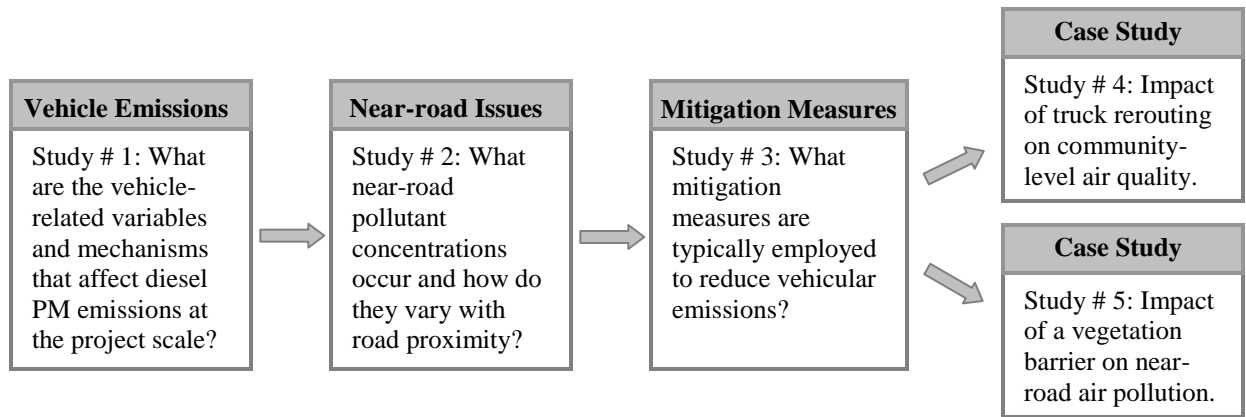 Vehicle Emissions
Study # 1: What
are the vehicle-
related variables
and mechanisms
that affect diesel
PM emissions at
the project scale?
Near-road Issues
Study # 2: What
near-road
pollutant
concentrations
occur and how do
they vary with
road proximity?
Mitigation Measures
Study # 3: What
mitigation
measures are
typically employed
to reduce vehicular
emissions?
Case Study
Study # 4: Impact
of truck rerouting
on community-
level air quality.
Case Study
Study # 5: Impact
of a vegetation
barrier on near-
road air pollution.